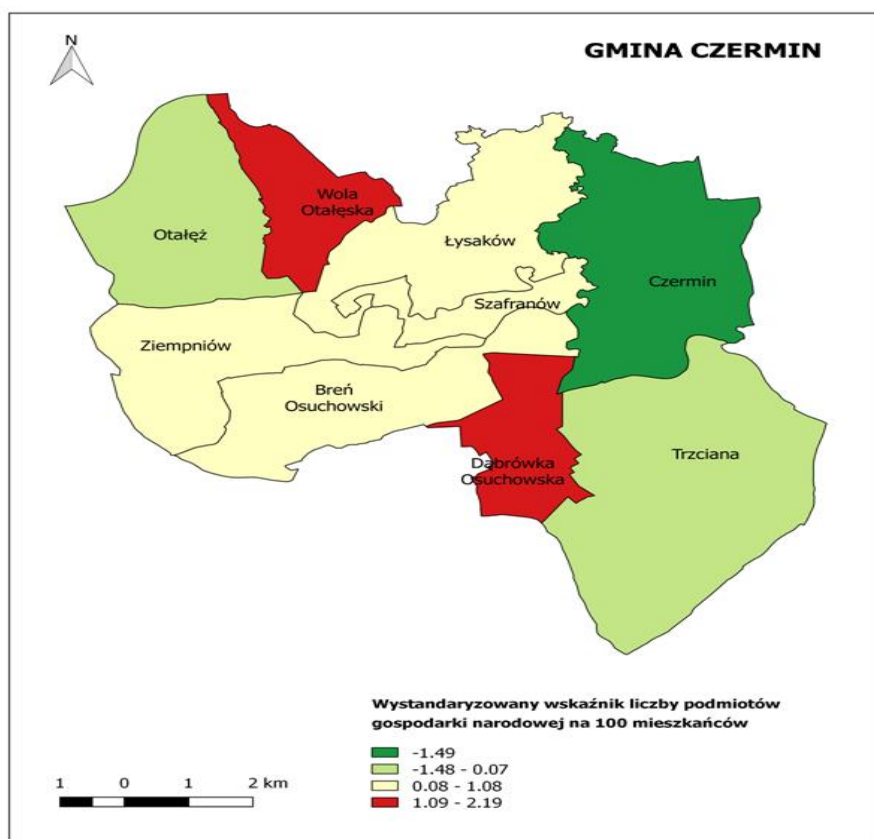 N
GMINA CZERMIN
Wola
Otałęska
Otałęż
Łysaków
Czermin
Szafranów
Ziempniów
Breń
Osuchowski
Dąbrówka
Osuchowska
Trzciana
Wystandaryzowany wskaźnik liczby podmiotów
gospodarki narodowej na 100 mieszkańców
-1.49
-1.48 - 0.07
0.08 - 1.08
1.09 - 2.19
1 0 1 2 km